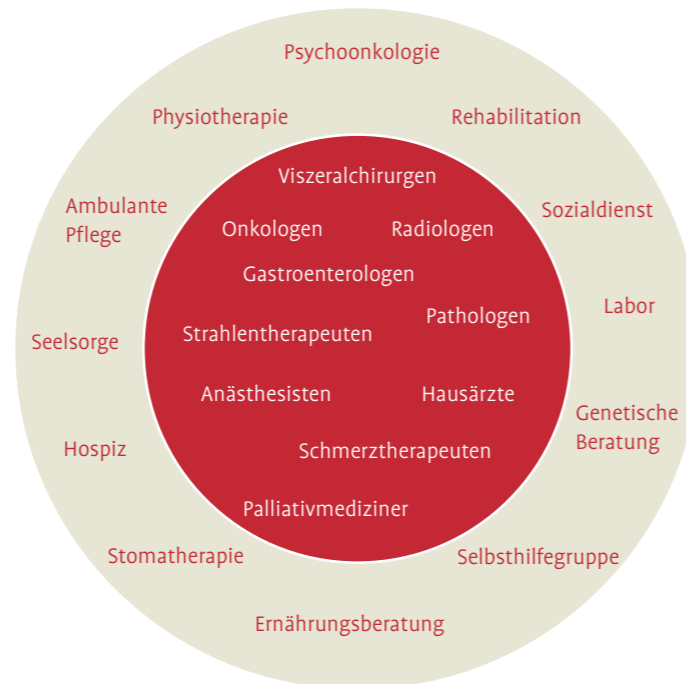 Psychoonkologie
Physiotherapie
Rehabilitation
Viszeralchirurgen
Ambulante
Pflege
Sozialdienst
Onkologen
Radiologen
Gastroenterologen
Labor
Pathologen
Strahlentherapeuten
Seelsorge
Anästhesisten
Hausärzte
Genetische
Beratung
Hospiz
Schmerztherapeuten
Palliativmediziner
Stomatherapie
Selbsthilfegruppe
Ernährungsberatung